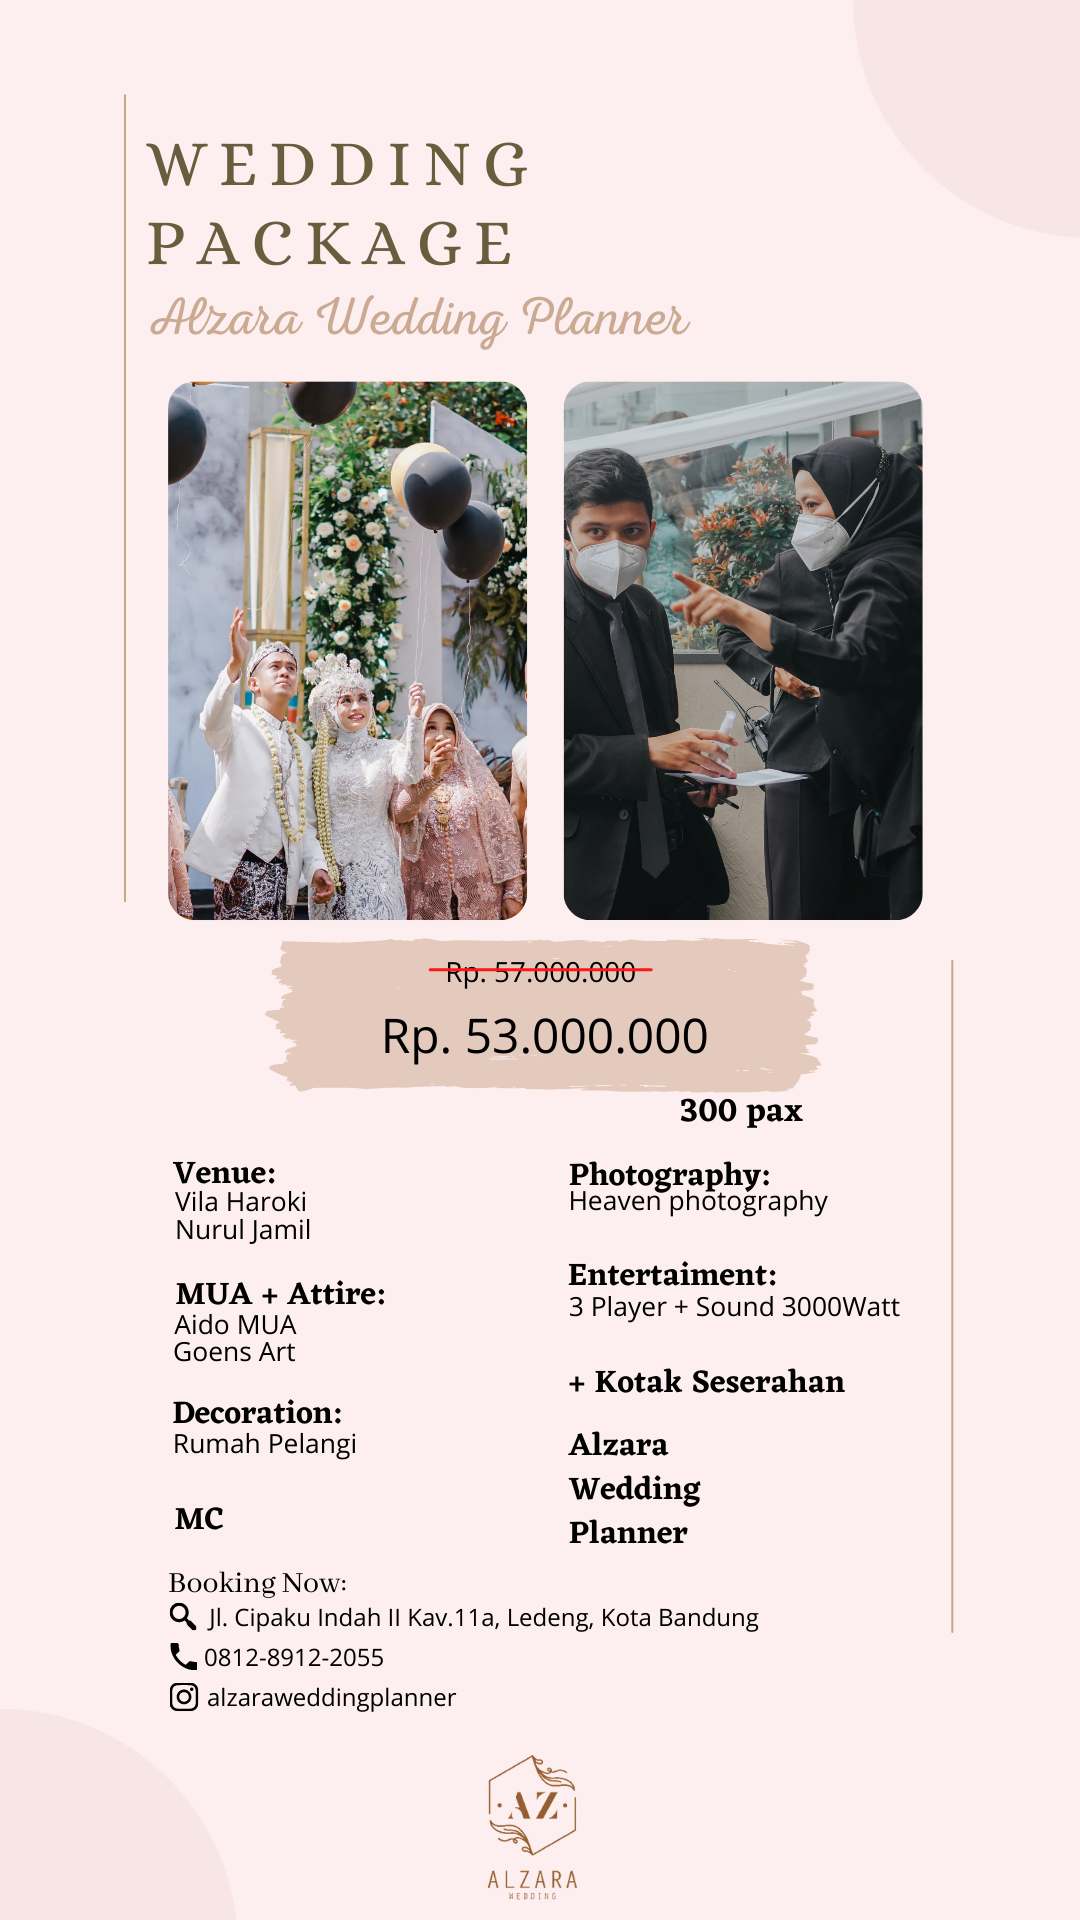 WEDDING
PACKAGE
Alzara Wedding Planner
Rp. 57.000.000
Rp. 53.000.000
300 pax
Venue:
Vila Haroki
Nurul Jamil
MUA + Attire:
Aido MUA
Goens Art
Decoration:
Rumah Pelangi
MC
Photography:
Heaven photography
Entertaiment:
3 Player + Sound 3000Watt
+ Kotak Seserahan
Alzara
Wedding
Planner
Booking Now:
Jl. Cipaku Indah II Kav.11a, Ledeng, Kota Bandung
0812-8912-2055
alzaraweddingplanner
AZ
ALZARA
WEDDING